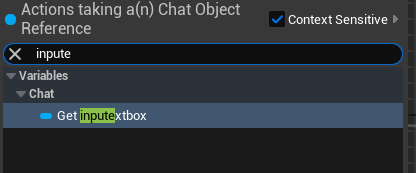 Actions taking a(n) Chat Object
Reference
Context Sensitive
inpute
Variables
Chat
Get inputextbox